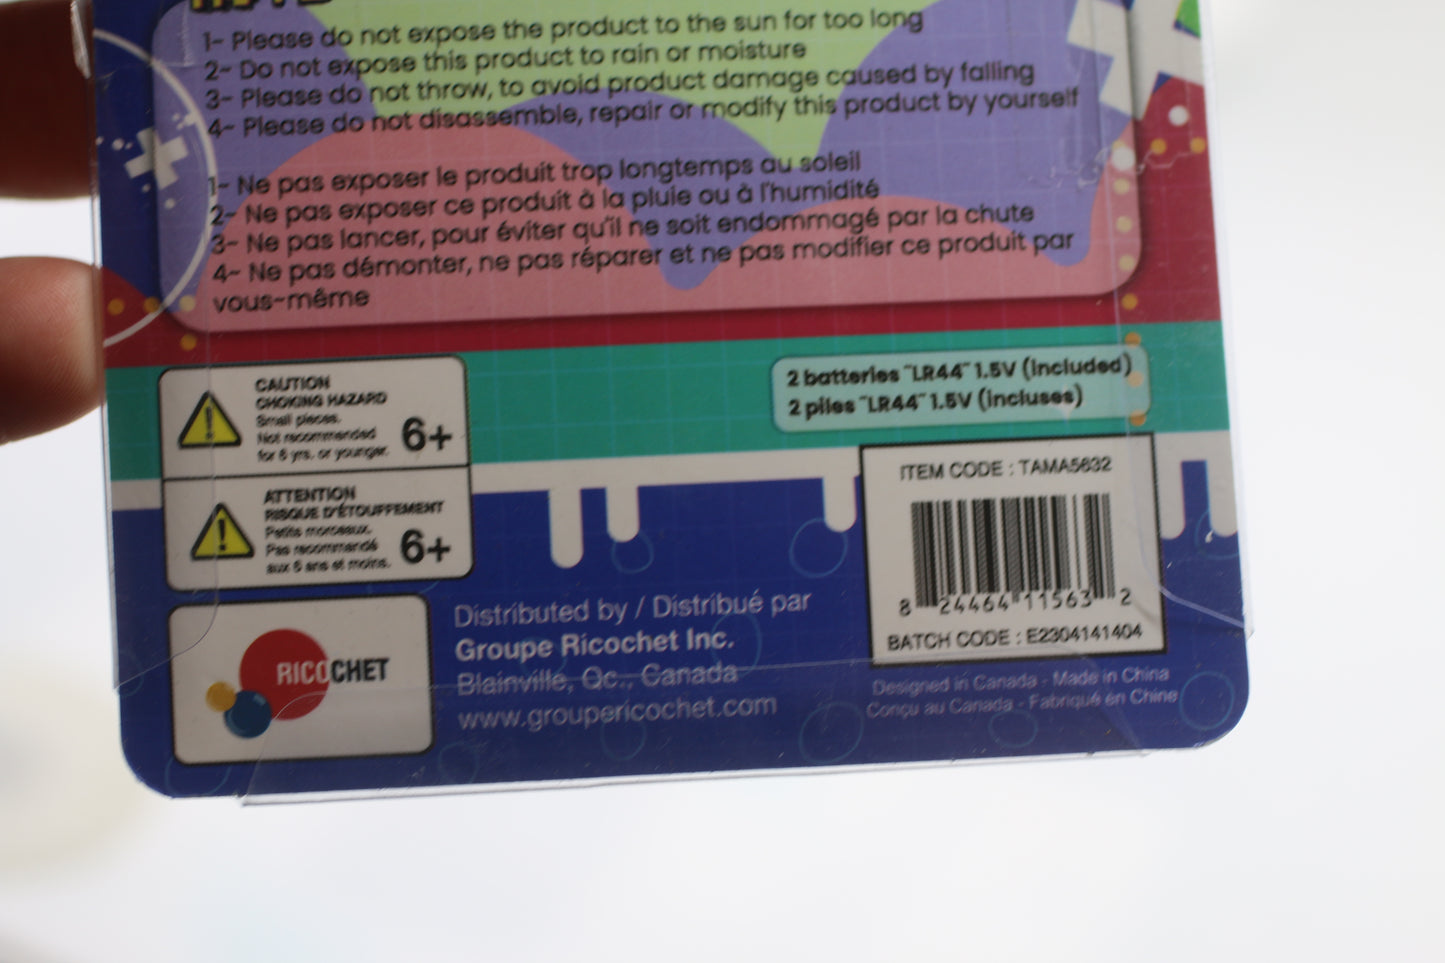 1- Please do not expose the product to the sun for too long
2- Do not expose this product to rain or moisture
3- Please do not throw, to avoid product damage caused by falling
4- Please do not disassemble, repair or modify this product by yourself
1- Ne pas exposer le produit trop longtemps au soleil
2- Ne pas exposer ce produit à la pluie ou à l'humidité
3- Ne pas lancer, pour éviter qu'il ne soit endommagé par la chute
4- Ne pas démonter, ne pas réparer et ne pas modifier ce produit par
vous-même
CAUTION
CHOKING HAZARD
Small pieces.
Not recommended
for 6 yrs. or younger.
6+
ATTENTION
RISQUE D'ÉTOUFFEMENT
Petits morceaux.
Pas recommandé
aux 6 ans et moins.
6+
2 batteries "LR44" 1.5V (Included)
2 piles "LR44" 1.5V (Incluses)
ITEM CODE : TAMA5632
8 24464 11563 2
BATCH CODE : E2304141404
RICOCHET
Distributed by / Distribué par
Groupe Ricochet Inc.
Blainville, Qc., Canada
www.groupericochet.com
Designed in Canada - Made in China
Conçu au Canada - Fabriqué en Chine